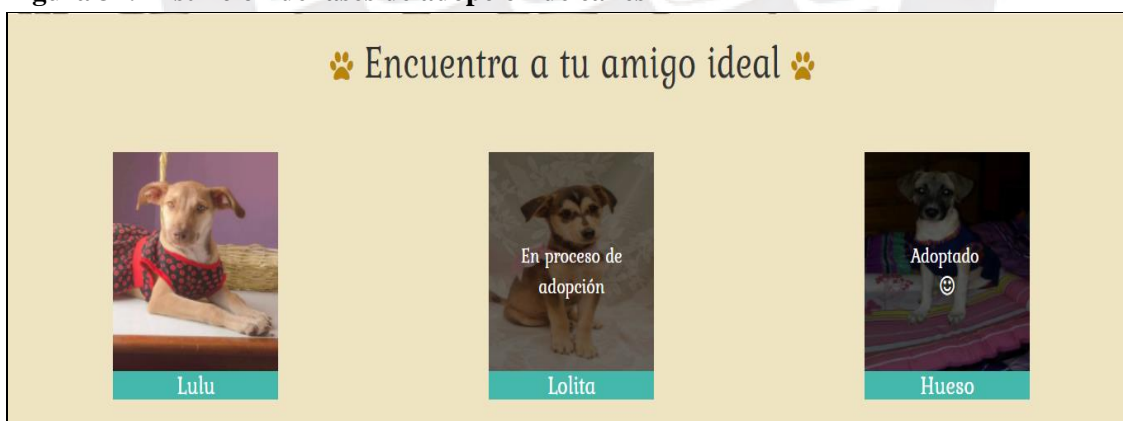 Encuentra a tu amigo ideal
En proceso de
adopción
Adoptado
Lulu
Lolita
Hueso